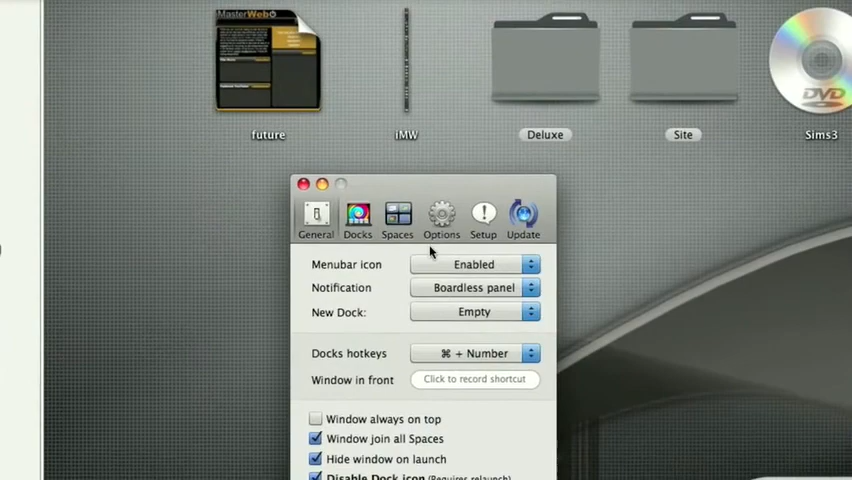 MasterWeb
future
iMW
Deluxe
Site
DVD
Sims3
General Docks Spaces Options Setup Update
Menubar icon Enabled
Notification Boardless panel
New Dock: Empty
Docks hotkeys ⌘ + Number
Window in front Click to record shortcut
Window always on top
Window join all Spaces
Hide window on launch
Disable Dock icon (Requires relaunch)